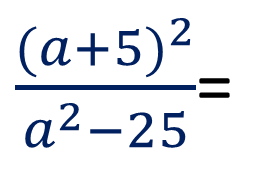 (a+5)²
a²−25 =